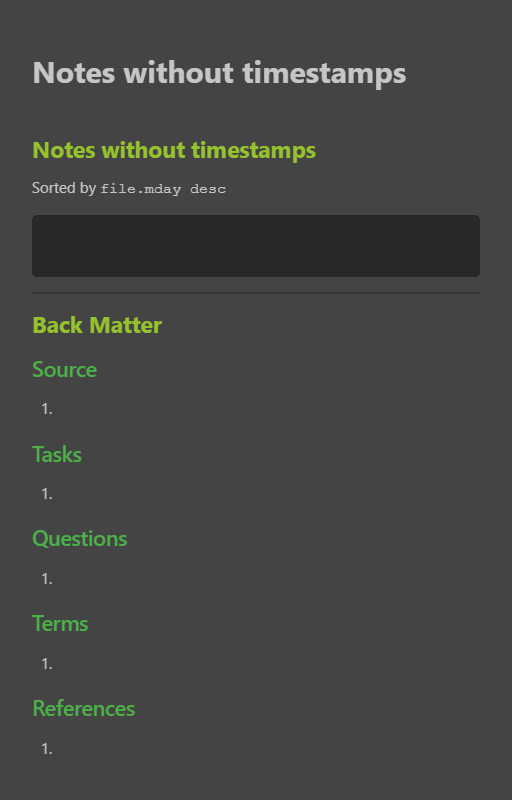 Notes without timestamps
Notes without timestamps
Sorted by file.mday desc
Back Matter
Source
1.
Tasks
1.
Questions
1.
Terms
1.
References
1.